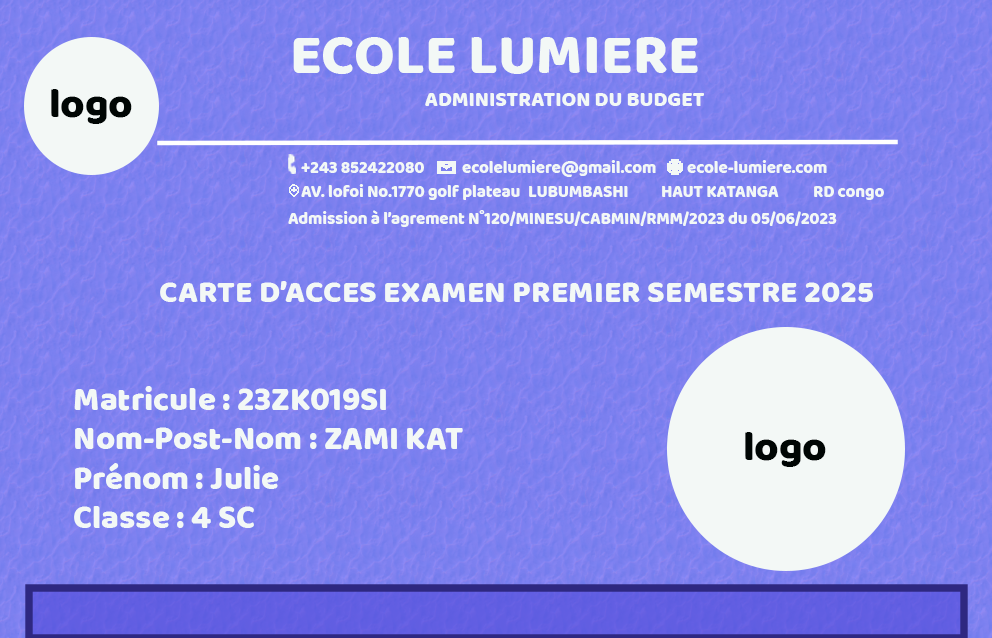 ECOLE LUMIERE
ADMINISTRATION DU BUDGET
logo
+243 852422080 ecolelumiere@gmail.com ecole-lumiere.com
AV. lofoi No.1770 golf plateau LUBUMBASHI HAUT KATANGA RD congo
Admission à l'agrement N°120/MINESU/CABMIN/RMM/2023 du 05/06/2023
CARTE D'ACCES EXAMEN PREMIER SEMESTRE 2025
Matricule : 23ZK019SI
Nom-Post-Nom : ZAMI KAT
Prénom : Julie
Classe : 4 SC
logo